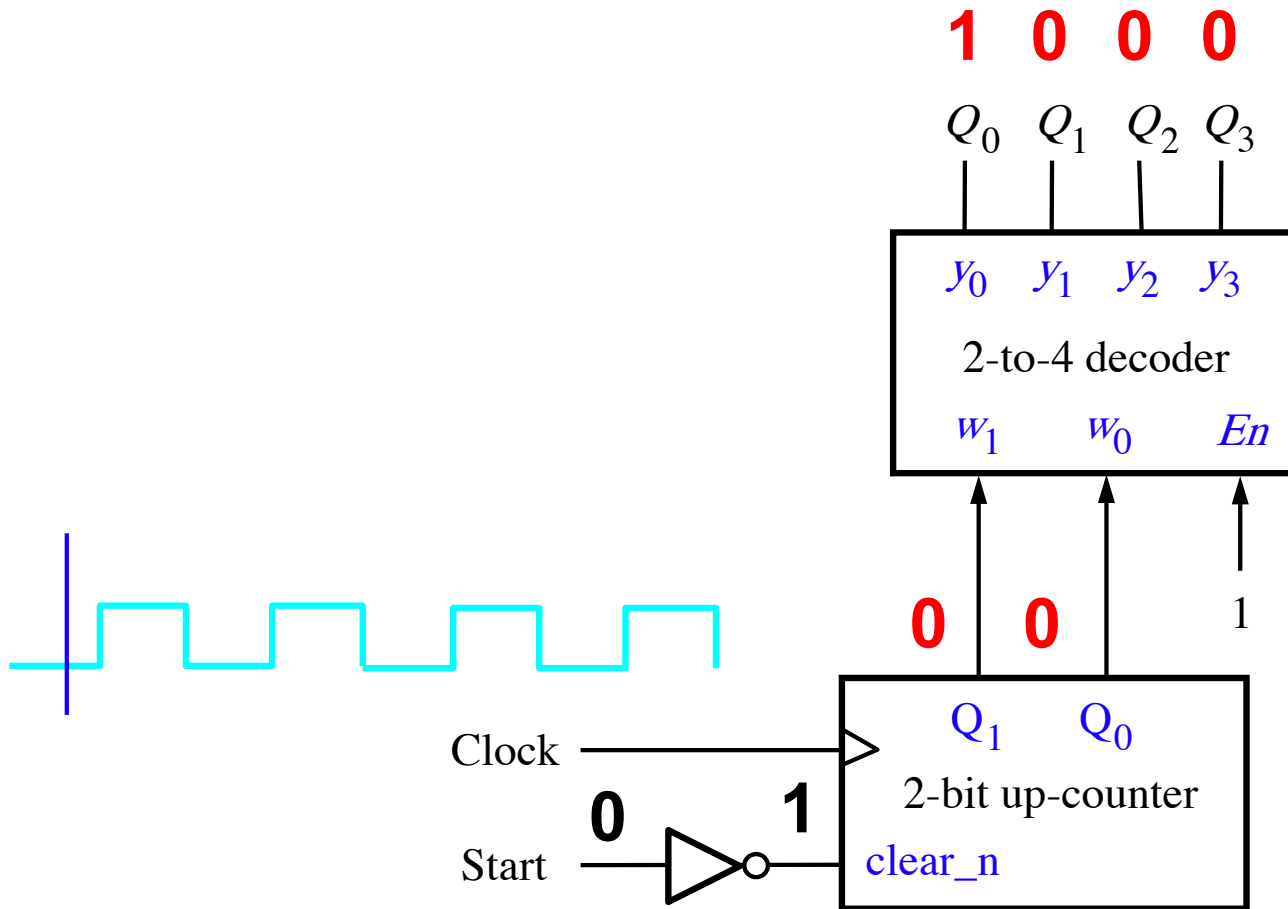 1 0 0 0
Q0 Q1 Q2 Q3
y0 y1 y2 y3
2-to-4 decoder
w1 w0 En
0 0 1
Q1 Q0
Clock
2-bit up-counter
0 1
Start
clear_n